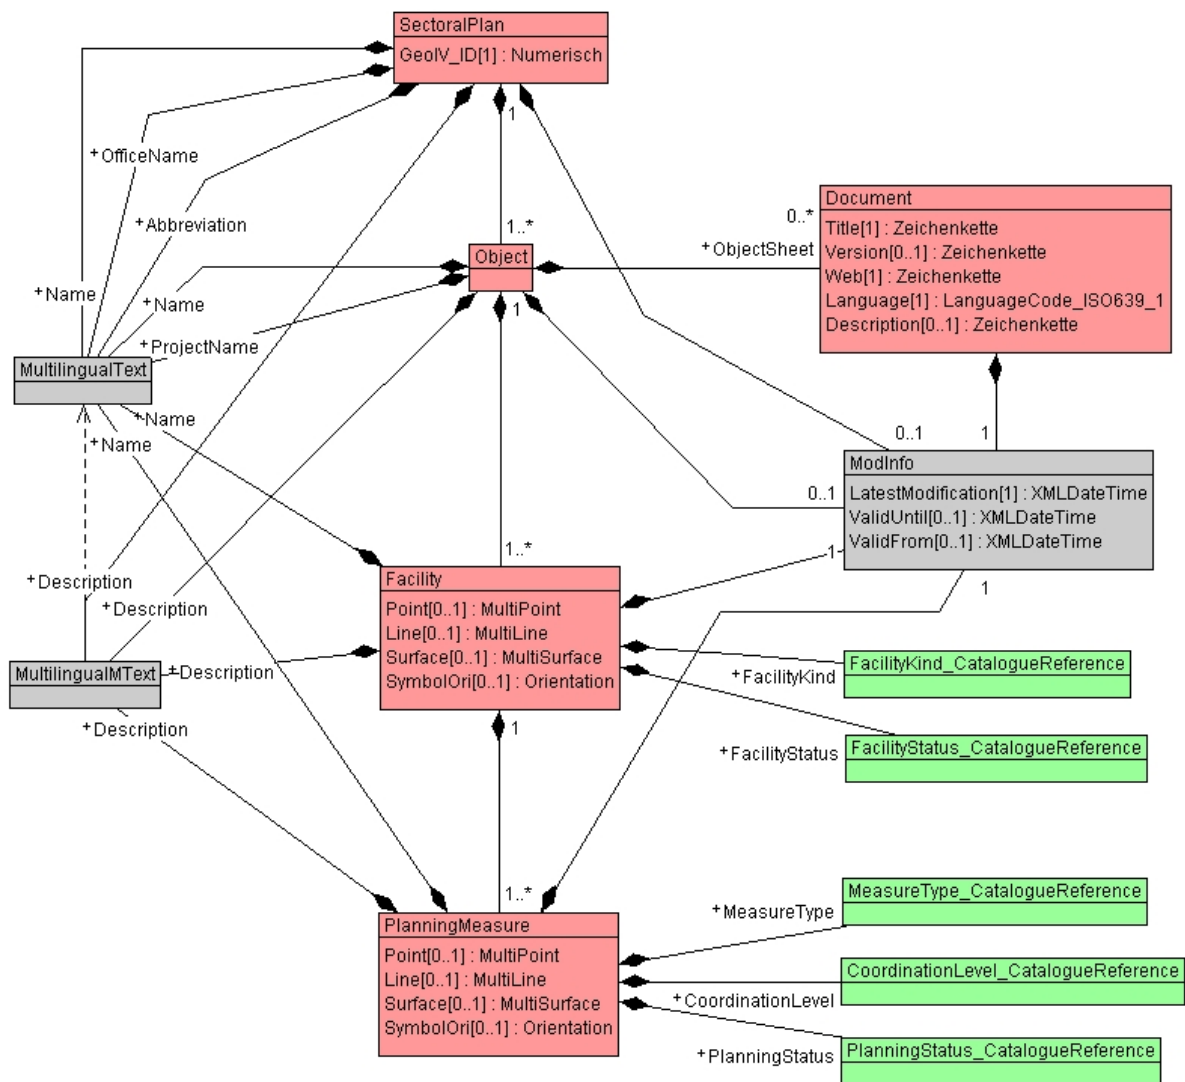 SectoralPlan
GeoIV_ID[1] : Numerisch
1
+OfficeName
Document
Title[1] : Zeichenkette
Version[0..1] : Zeichenkette
Web[1] : Zeichenkette
Language[1] : LanguageCode_ISO639_1
Description[0..1] : Zeichenkette
0..*
+ObjectSheet
+Abbreviation
1..*
Object
1
+Name
+Name
+ProjectName
MultilingualText
+Name
+Name
0..1
1
ModInfo
LatestModification[1] : XMLDateTime
ValidUntil[0..1] : XMLDateTime
ValidFrom[0..1] : XMLDateTime
0..1
1
1
1..*
Facility
Point[0..1] : MultiPoint
Line[0..1] : MultiLine
Surface[0..1] : MultiSurface
SymbolOri[0..1] : Orientation
+Description
+Description
MultilingualMText
+Description
+Description
FacilityKind_CatalogueReference
+FacilityKind
1
+FacilityStatus
FacilityStatus_CatalogueReference
1..*
PlanningMeasure
Point[0..1] : MultiPoint
Line[0..1] : MultiLine
Surface[0..1] : MultiSurface
SymbolOri[0..1] : Orientation
MeasureType_CatalogueReference
+MeasureType
CoordinationLevel_CatalogueReference
+CoordinationLevel
+PlanningStatus
PlanningStatus_CatalogueReference